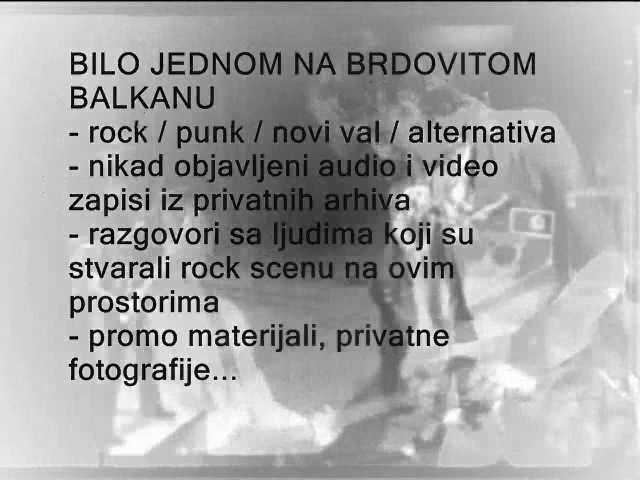 BILO JEDNOM NA BRDOVITOM
BALKANU
- rock / punk / novi val / alternativa
- nikad objavljeni audio i video
zapisi iz privatnih arhiva
- razgovori sa ljudima koji su
stvarali rock scenu na ovim
prostorima
- promo materijali, privatne
fotografije...